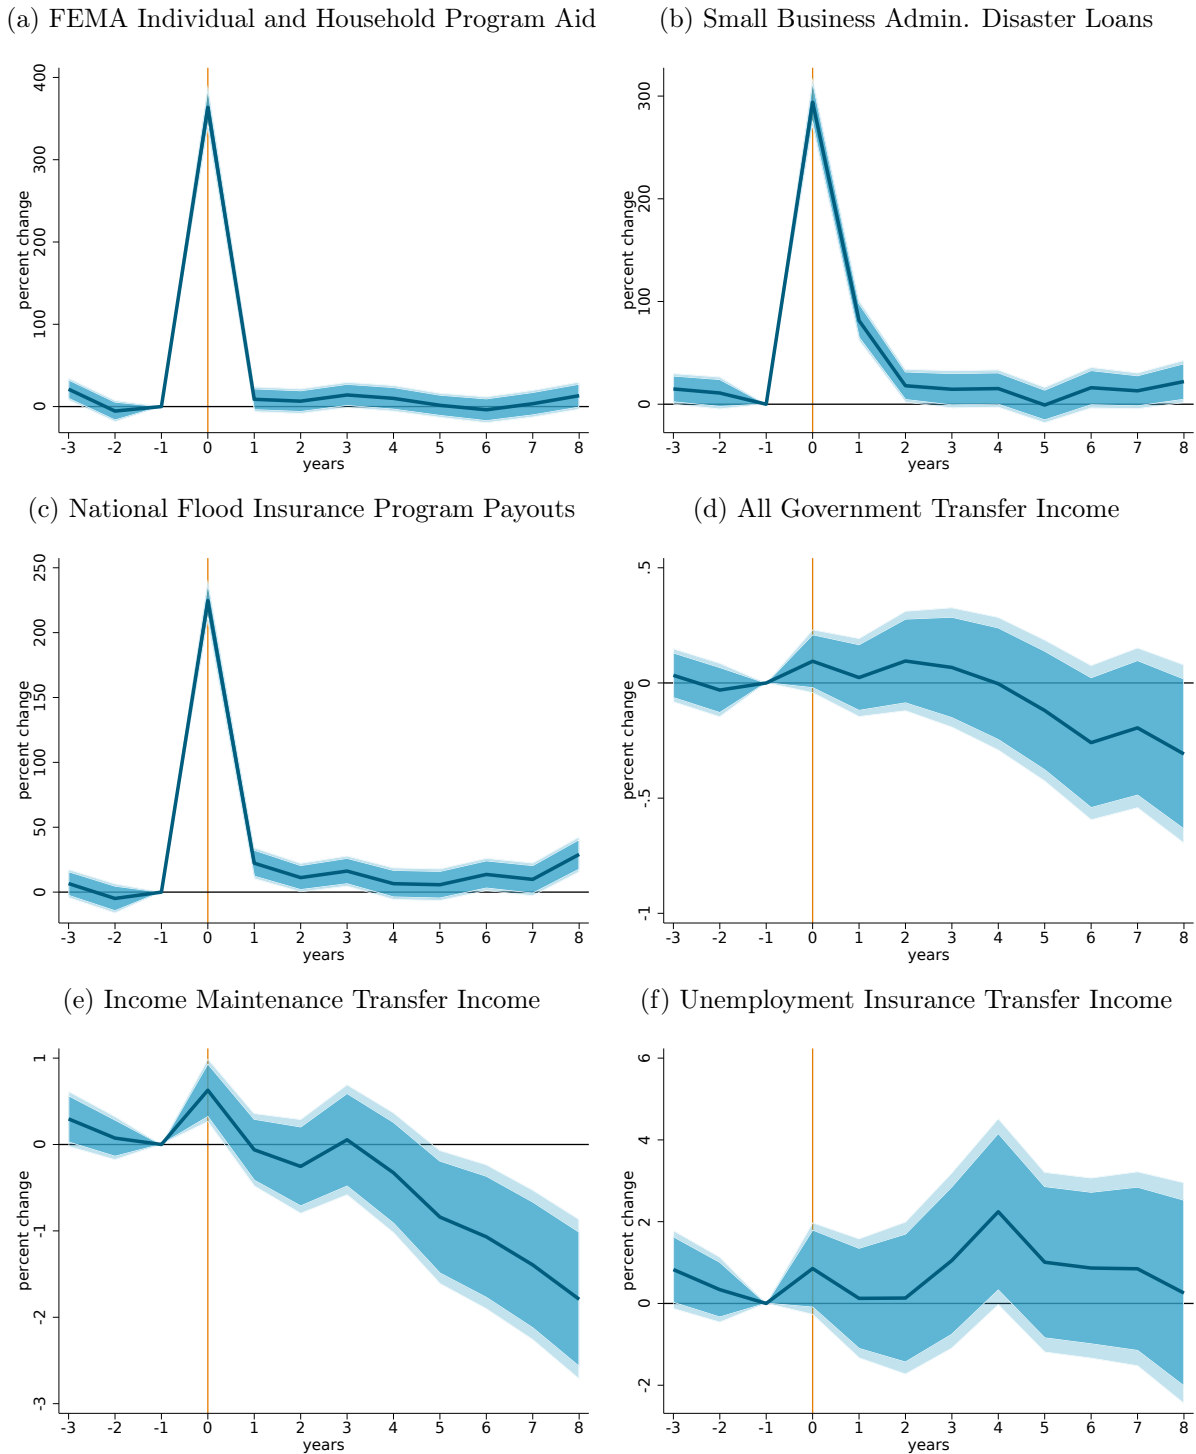 (a) FEMA Individual and Household Program Aid
percent change
0 100 200 300 400
-3 -2 -1 0 1 2 3 4 5 6 7 8
years
(b) Small Business Admin. Disaster Loans
percent change
0 100 200 300
-3 -2 -1 0 1 2 3 4 5 6 7 8
years
(c) National Flood Insurance Program Payouts
percent change
0 50 100 150 200 250
-3 -2 -1 0 1 2 3 4 5 6 7 8
years
(d) All Government Transfer Income
percent change
-1 -.5 0 .5
-3 -2 -1 0 1 2 3 4 5 6 7 8
years
(e) Income Maintenance Transfer Income
percent change
-3 -2 -1 0 1
-3 -2 -1 0 1 2 3 4 5 6 7 8
years
(f) Unemployment Insurance Transfer Income
percent change
-2 0 2 4 6
-3 -2 -1 0 1 2 3 4 5 6 7 8
years